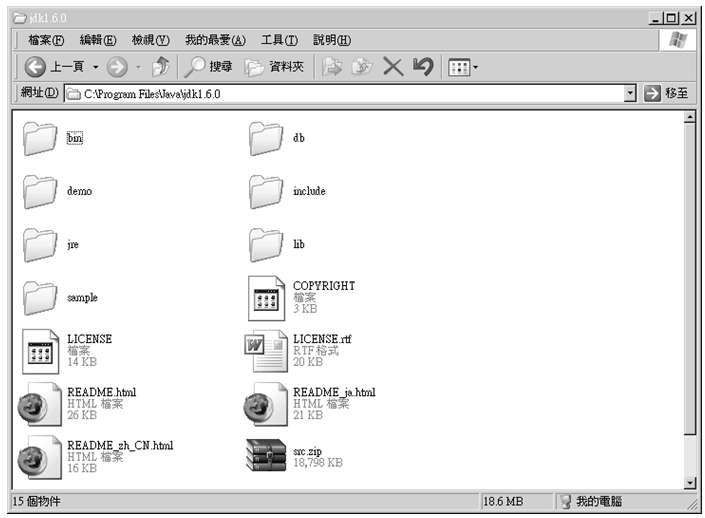 jdk1.6.0
檔案(F) 編輯(E) 檢視(V) 我的最愛(A) 工具(T) 說明(H)
上一頁 搜尋 資料夾
網址(D) C:\Program Files\Java\jdk1.6.0 移至
bin
db
demo
include
jre
lib
sample
COPYRIGHT
檔案
3 KB
LICENSE
檔案
14 KB
LICENSE.rtf
RTF 格式
20 KB
README.html
HTML 檔案
26 KB
README_ja.html
HTML 檔案
21 KB
README_zh_CN.html
HTML 檔案
16 KB
src.zip
18,798 KB
15 個物件 18.6 MB 我的電腦